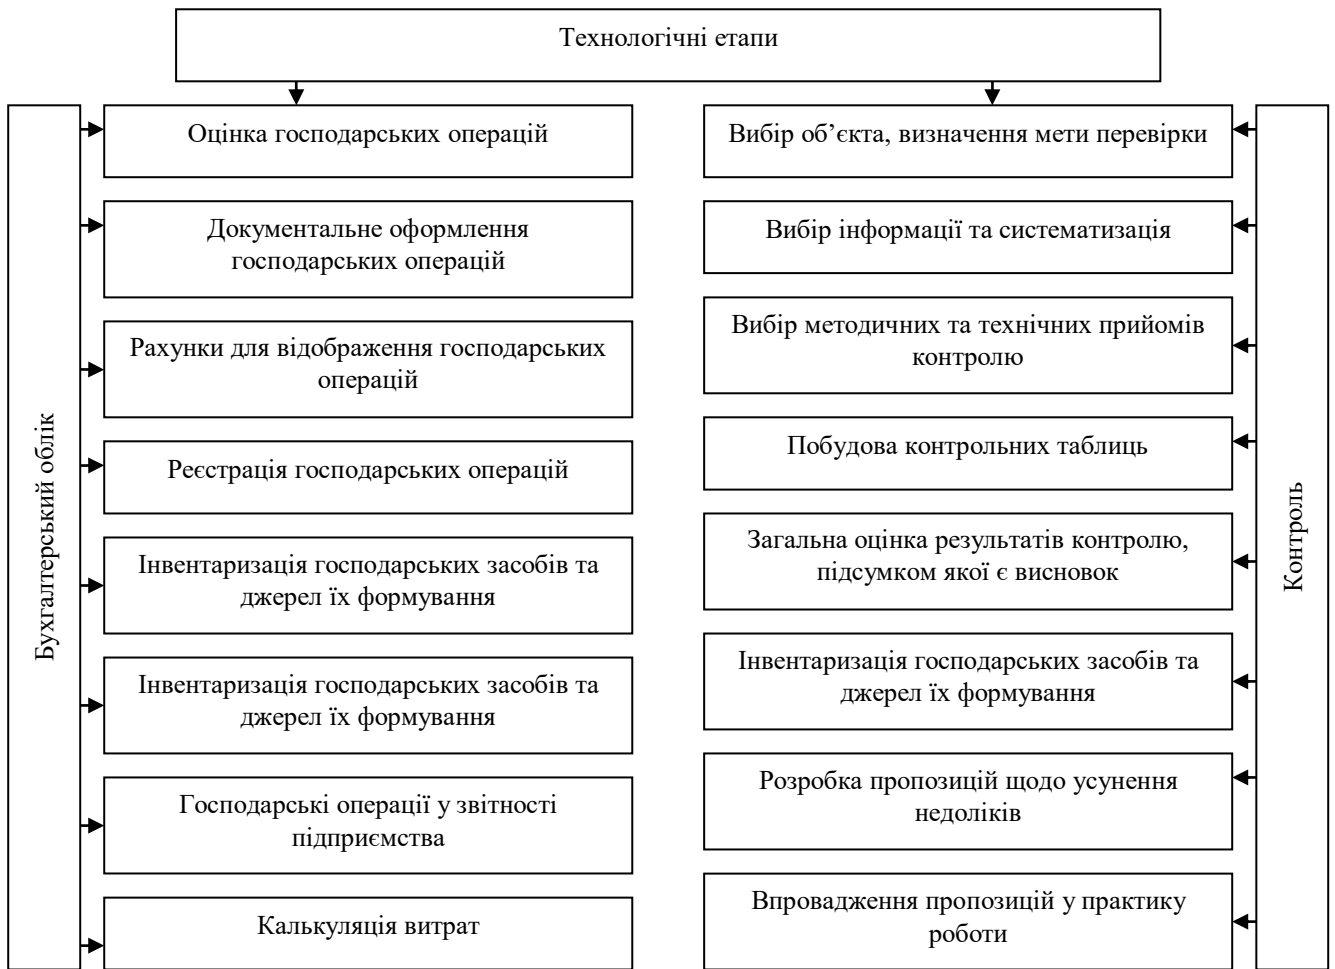 Технологічні етапи
Бухгалтерський облік
Оцінка господарських операцій
Документальне оформлення
господарських операцій
Рахунки для відображення господарських
операцій
Реєстрація господарських операцій
Інвентаризація господарських засобів та
джерел їх формування
Інвентаризація господарських засобів та
джерел їх формування
Господарські операції у звітності
підприємства
Калькуляція витрат
Вибір об’єкта, визначення мети перевірки
Вибір інформації та систематизація
Вибір методичних та технічних прийомів
контролю
Побудова контрольних таблиць
Загальна оцінка результатів контролю,
підсумком якої є висновок
Інвентаризація господарських засобів та
джерел їх формування
Розробка пропозицій щодо усунення
недоліків
Впровадження пропозицій у практику
роботи
Контроль